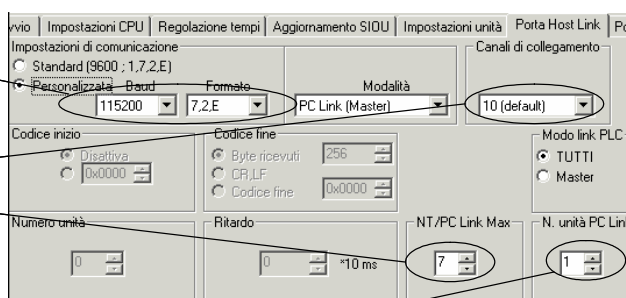 vvio Impostazioni CPU Regolazione tempi Aggiornamento SIOU Impostazioni unità Porta Host Link
Impostazioni di comunicazione
Canali di collegamento
Standard (9600 ; 1,7,2,E)
Personalizzata Baud Formato Modalità
115200 7,2,E PC Link (Master) 10 (default)
Codice inizio Codice fine Modo link PLC
Disattiva Byte ricevuti 256 TUTTI
0x0000 CR,LF Master
Codice fine 0x0000
Numero unità Ritardo NT/PC Link Max N. unità PC Lin
0 0 *10 ms 7 1